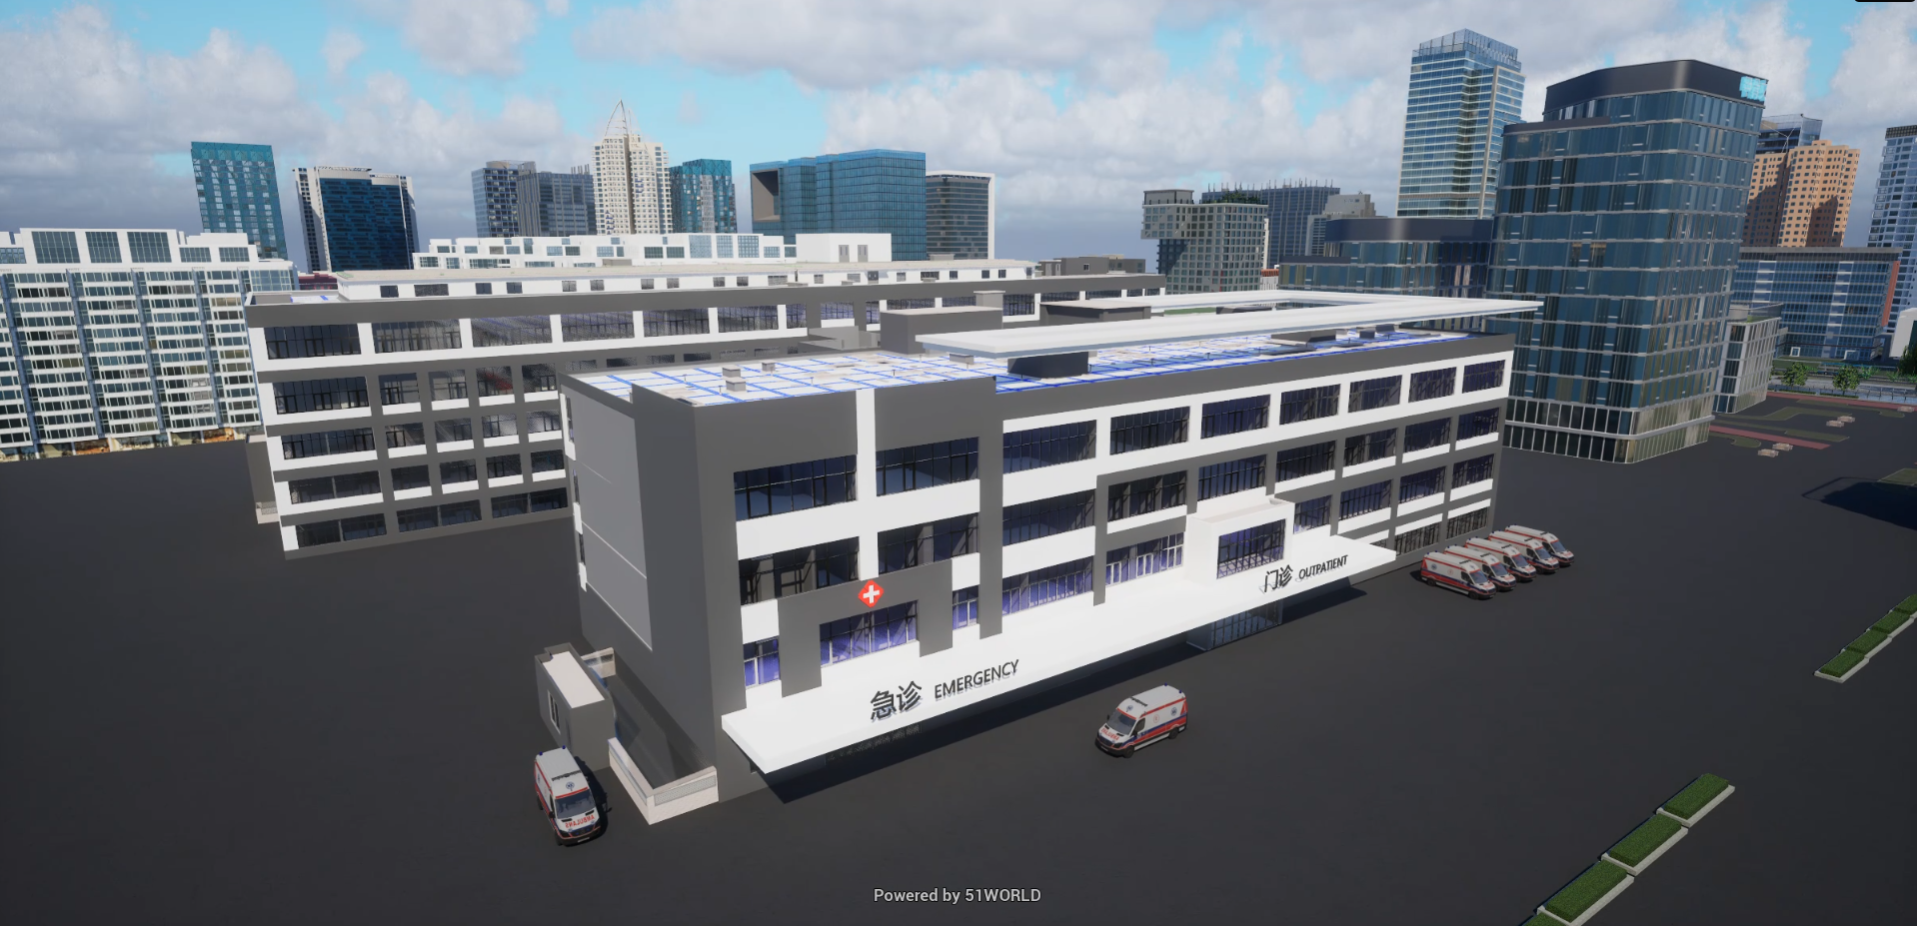 门诊 OUTPATIENT
急诊 EMERGENCY
Powered by 51WORLD